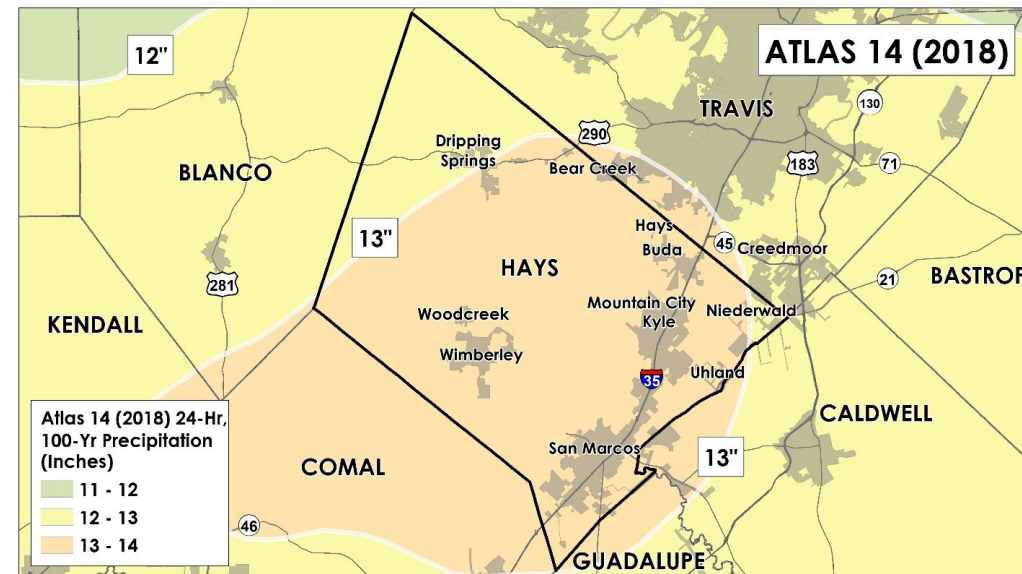 ATLAS 14 (2018)
12"
TRAVIS
130
290
Dripping
Springs
Bear Creek
183
71
BLANCO
13"
Hays
Buda
45
Creedmoor
HAYS
281
21
BASTROP
KENDALL
Woodcreek
Mountain City
Kyle
Niederwald
Wimberley
35
Uhland
Atlas 14 (2018) 24-Hr,
100-Yr Precipitation
(Inches)
11 - 12
12 - 13
13 - 14
CALDWELL
San Marcos
13"
COMAL
46
GUADALUPE